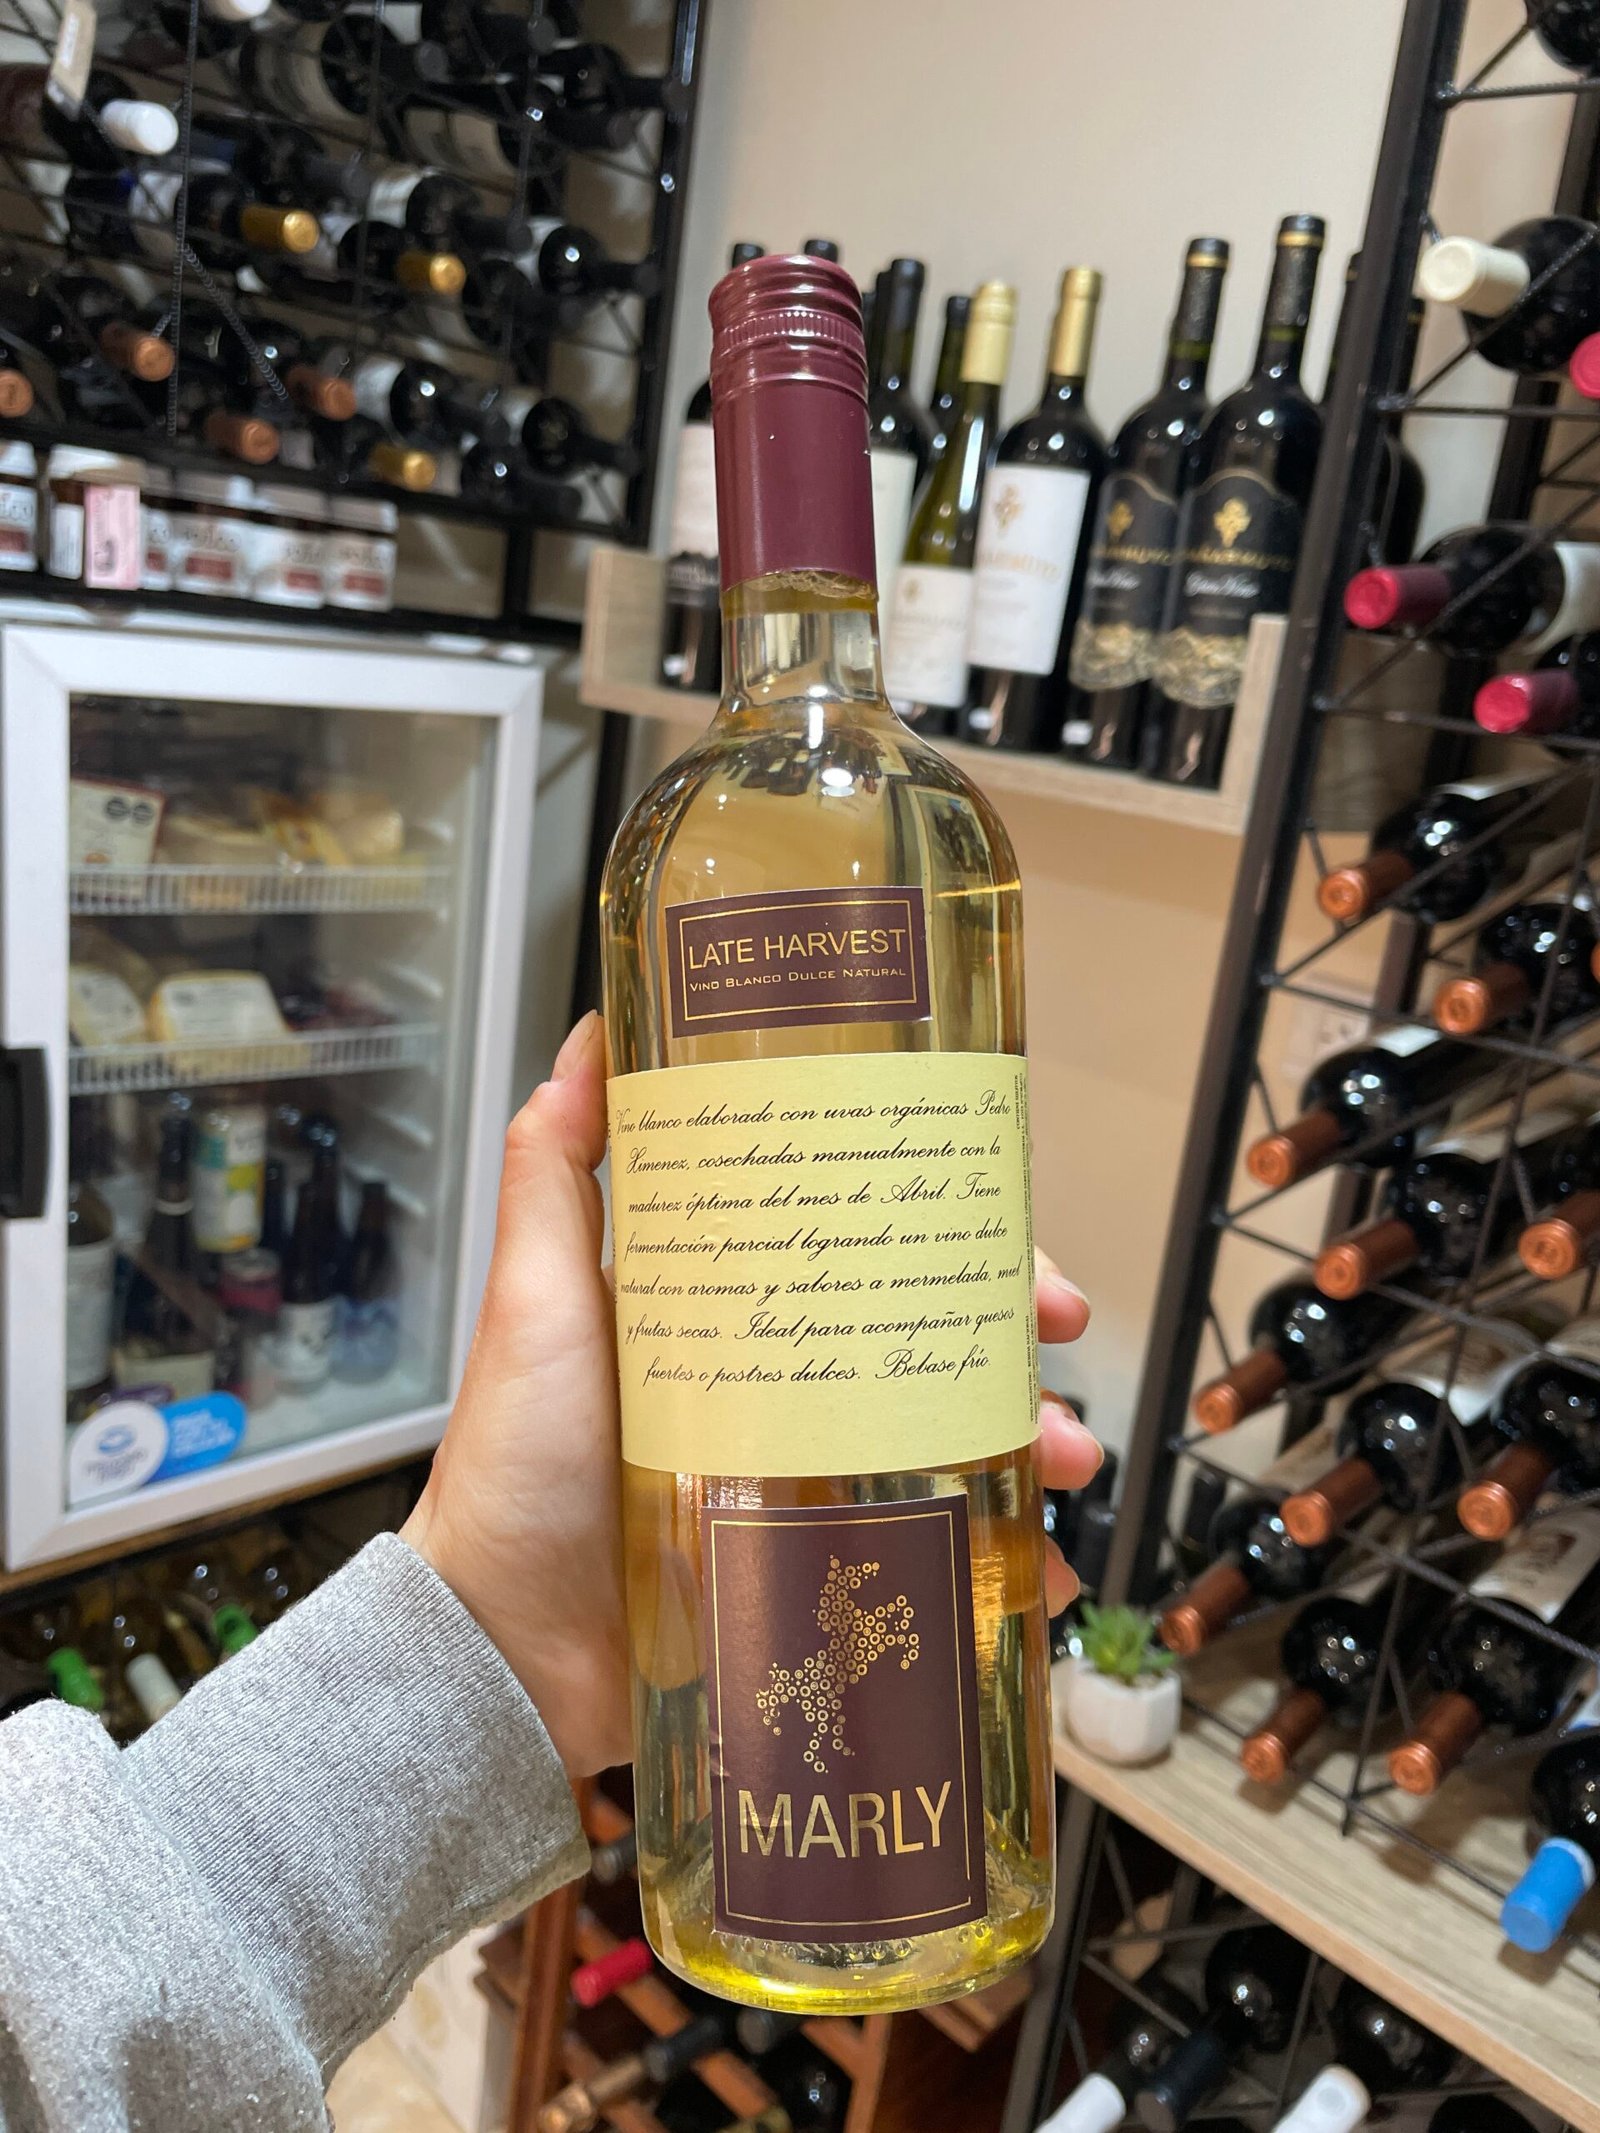 LATE HARVEST
VINO BLANCO DULCE NATURAL
Vino blanco elaborado con uvas orgánicas Pedro
Ximenez, cosechadas manualmente con la
madurez óptima del mes de Abril. Tiene
fermentación parcial logrando un vino dulce
natural con aromas y sabores a mermelada, miel
y frutas secas. Ideal para acompañar quesos
fuertes o postres dulces. Bebase frío.
MARLY